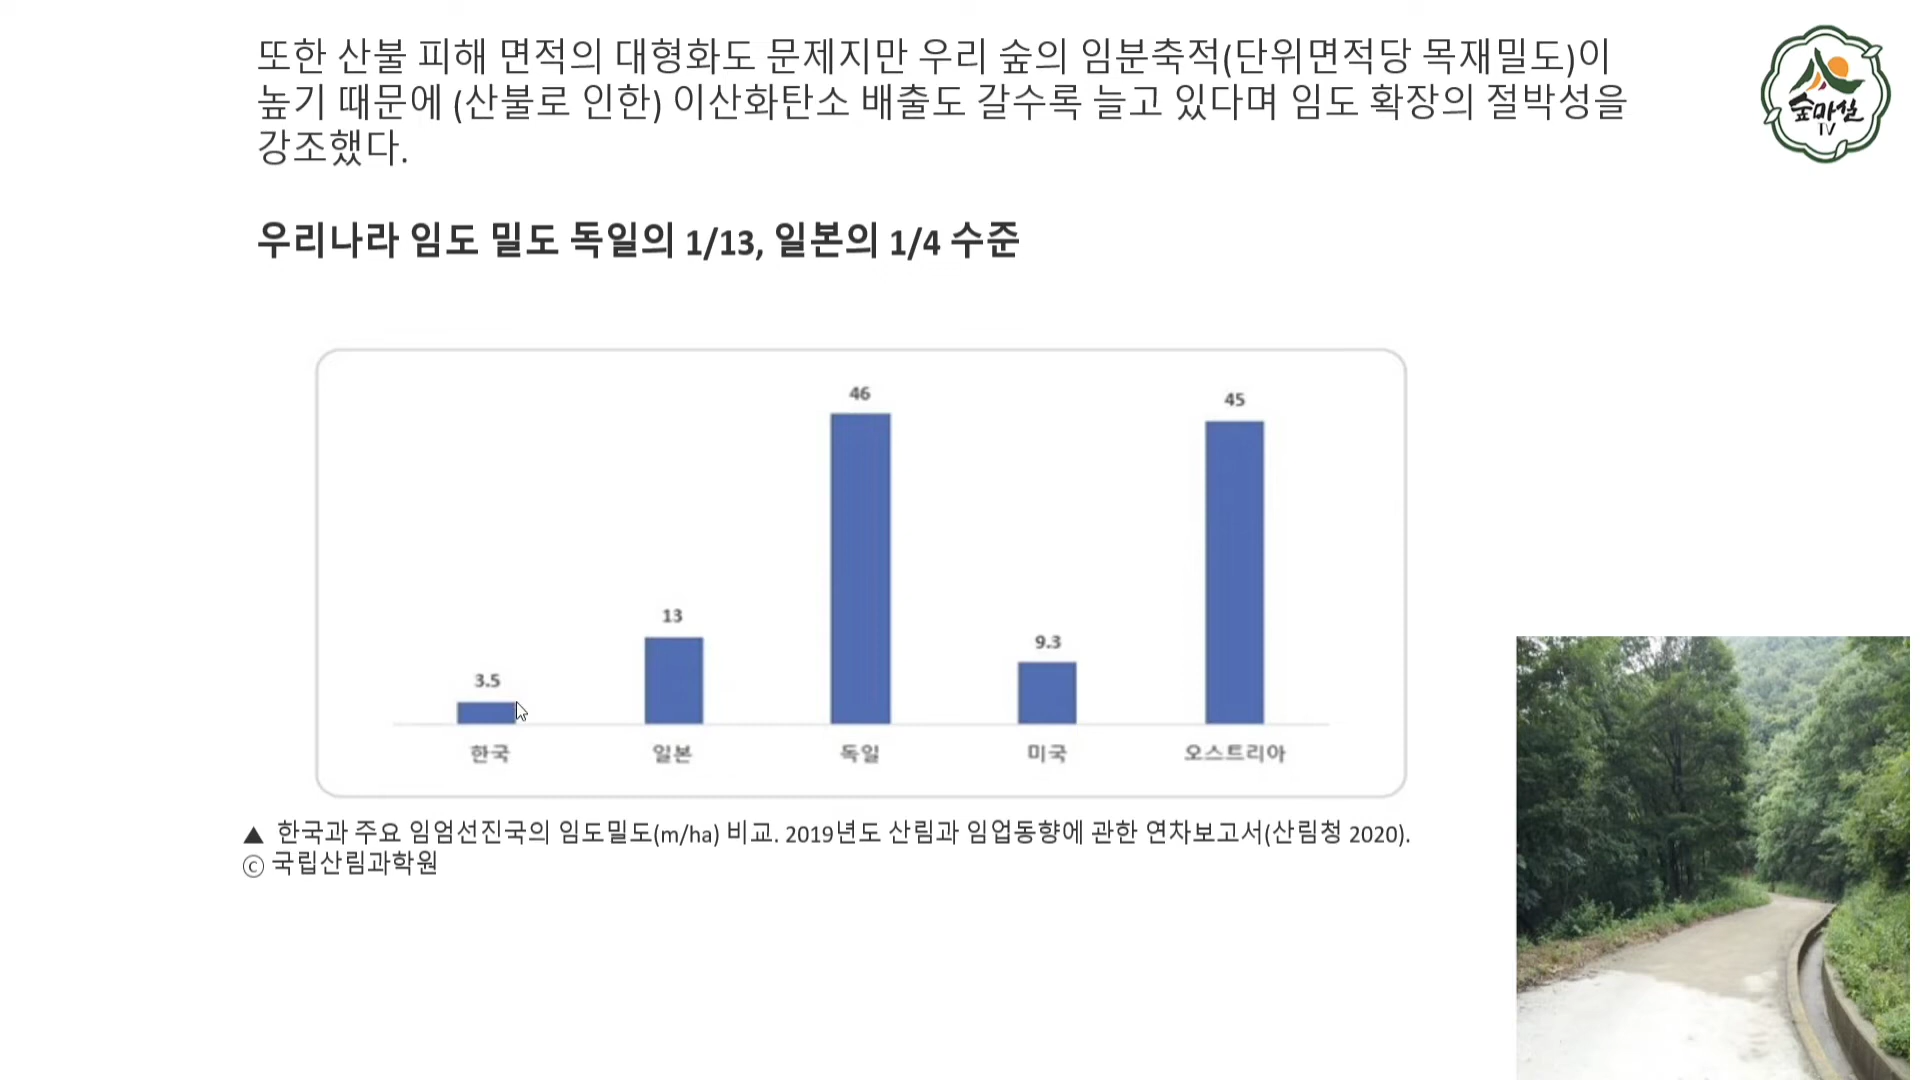 또한 산불 피해 면적의 대형화도 문제지만 우리 숲의 임분축적(단위면적당 목재밀도)이
높기 때문에 (산불로 인한) 이산화탄소 배출도 갈수록 늘고 있다며 임도 확장의 절박성을
강조했다.
숲마실
TV
우리나라 임도 밀도 독일의 1/13, 일본의 1/4 수준
46
45
13
9.3
3.5
한국
일본
독일
미국
오스트리아
▲ 한국과 주요 임엄선진국의 임도밀도(m/ha) 비교. 2019년도 산림과 임업동향에 관한 연차보고서(산림청 2020).
ⓒ 국립산림과학원